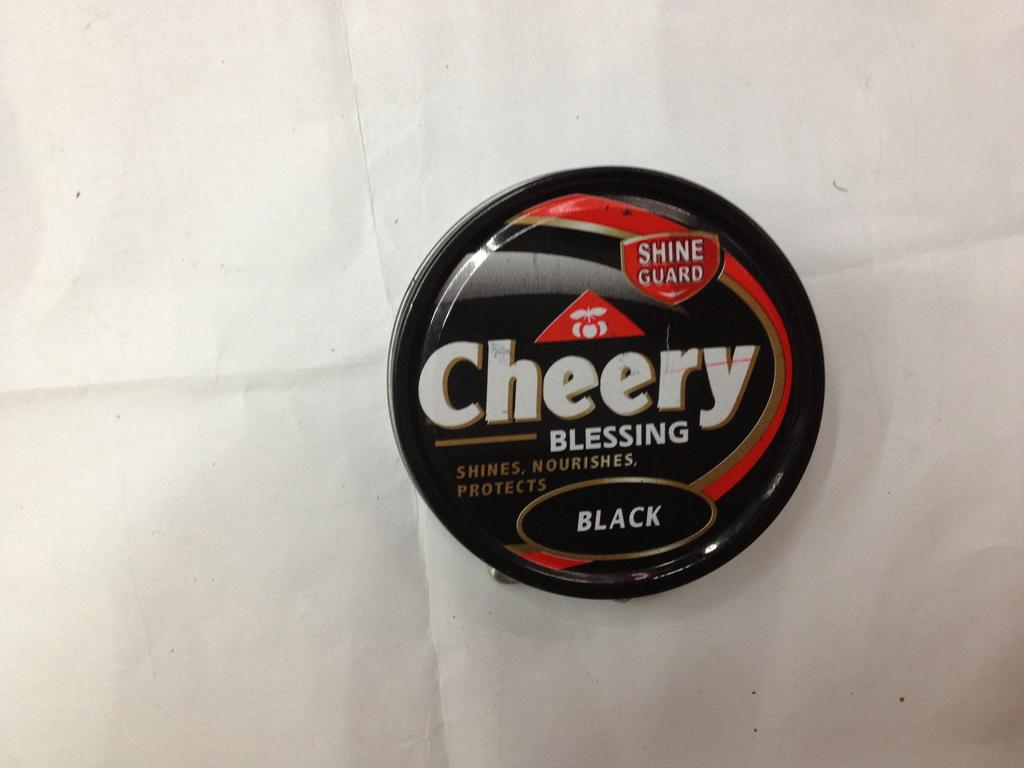 SHINE
GUARD
Cheery
BLESSING
SHINES, NOURISHES,
PROTECTS
BLACK